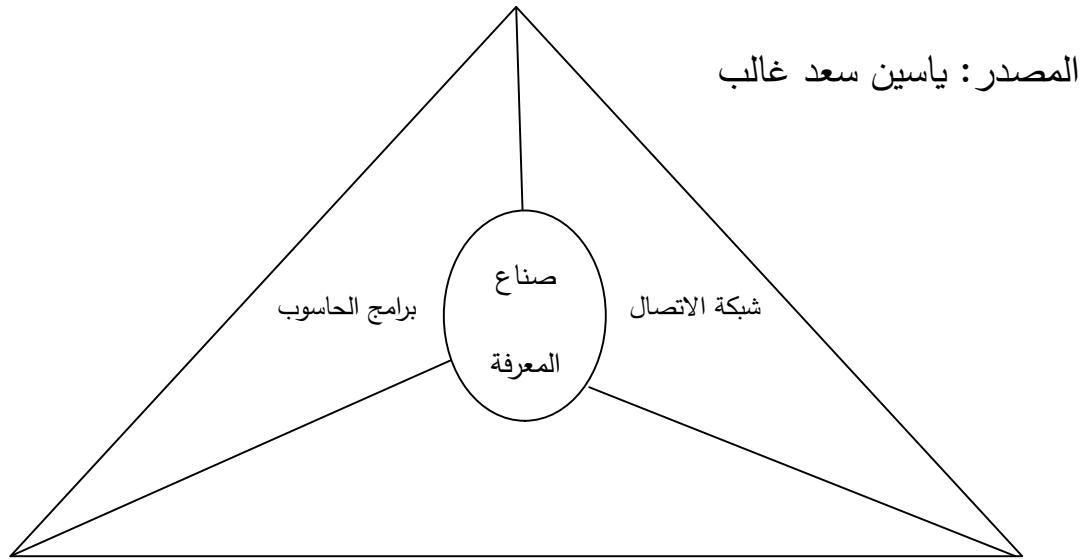 المصدر : ياسين سعد غالب
صناع
المعرفة
شبكة الاتصال
برامج الحاسوب